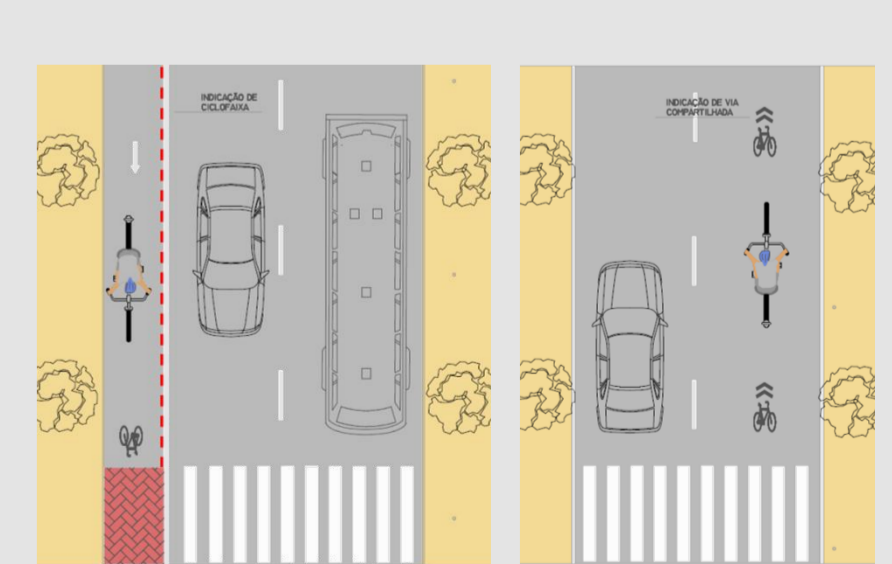 INDICAÇÃO DE
CICLOFAIXA
INDICAÇÃO DE VIA
COMPARTILHADA